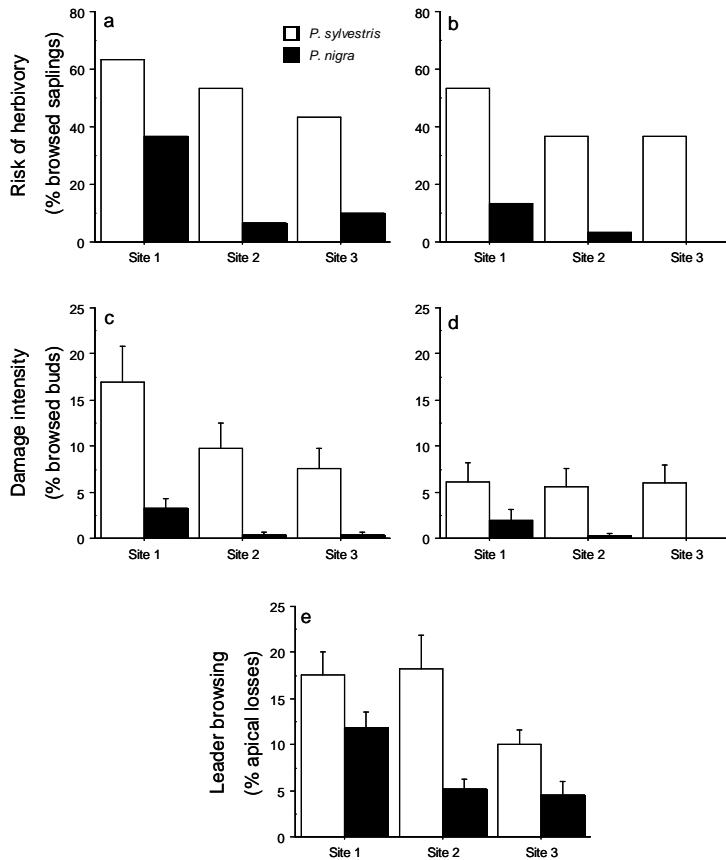 a
P. sylvestris
P. nigra
Risk of herbivory
(% browsed saplings)
80
60
40
20
0
Site 1
Site 2
Site 3
b
80
60
40
20
0
Site 1
Site 2
Site 3
c
Damage intensity
(% browsed buds)
25
20
15
10
5
0
Site 1
Site 2
Site 3
d
25
20
15
10
5
0
Site 1
Site 2
Site 3
e
Leader browsing
(% apical losses)
25
20
15
10
5
0
Site 1
Site 2
Site 3